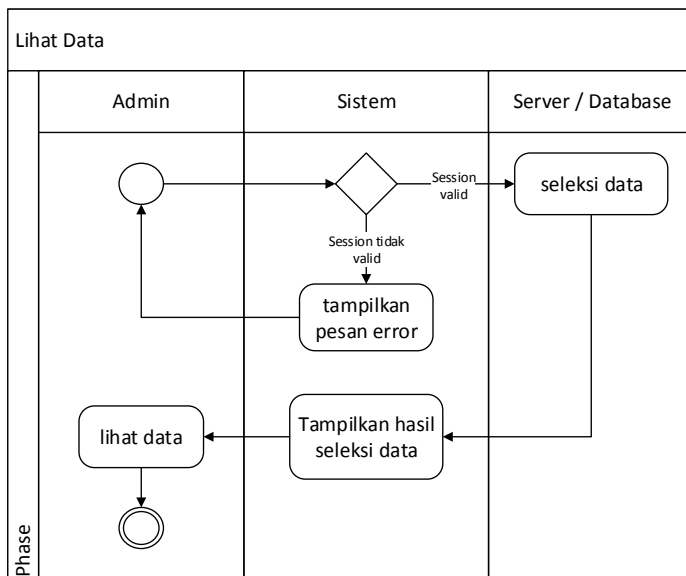 Lihat Data
Admin
Sistem
Server / Database
Session
valid
seleksi data
Session tidak
valid
tampilkan
pesan error
lihat data
Tampilkan hasil
seleksi data
Phase